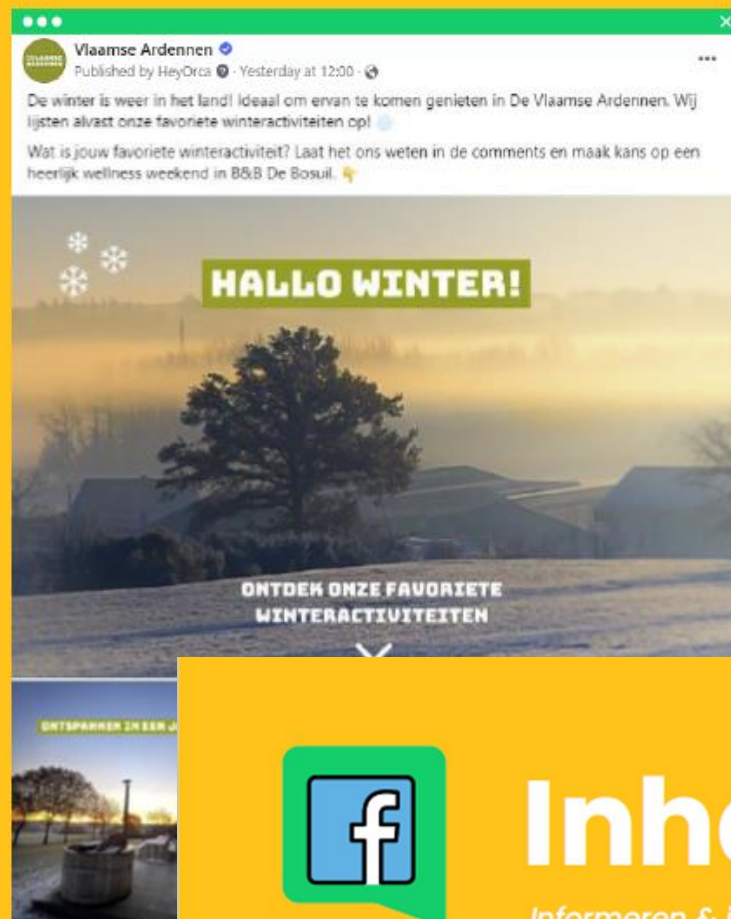 Vlaamse Ardennen
Published by HeyOrca · Yesterday at 12:00 ·
De winter is weer in het land! Ideaal om ervan te komen genieten in De Vlaamse Ardennen. Wij
lijsten alvast onze favoriete winteractiviteiten op!
Wat is jouw favoriete winteractiviteit? Laat het ons weten in de comments en maak kans op een
heerlijk wellness weekend in B&B De Bosuil.
HALLO WINTER!
ONTDEK ONZE FAVORIETE
WINTERACTIVITEITEN
ONTSPANNEN IN EEN
f
Inh
Informeren &